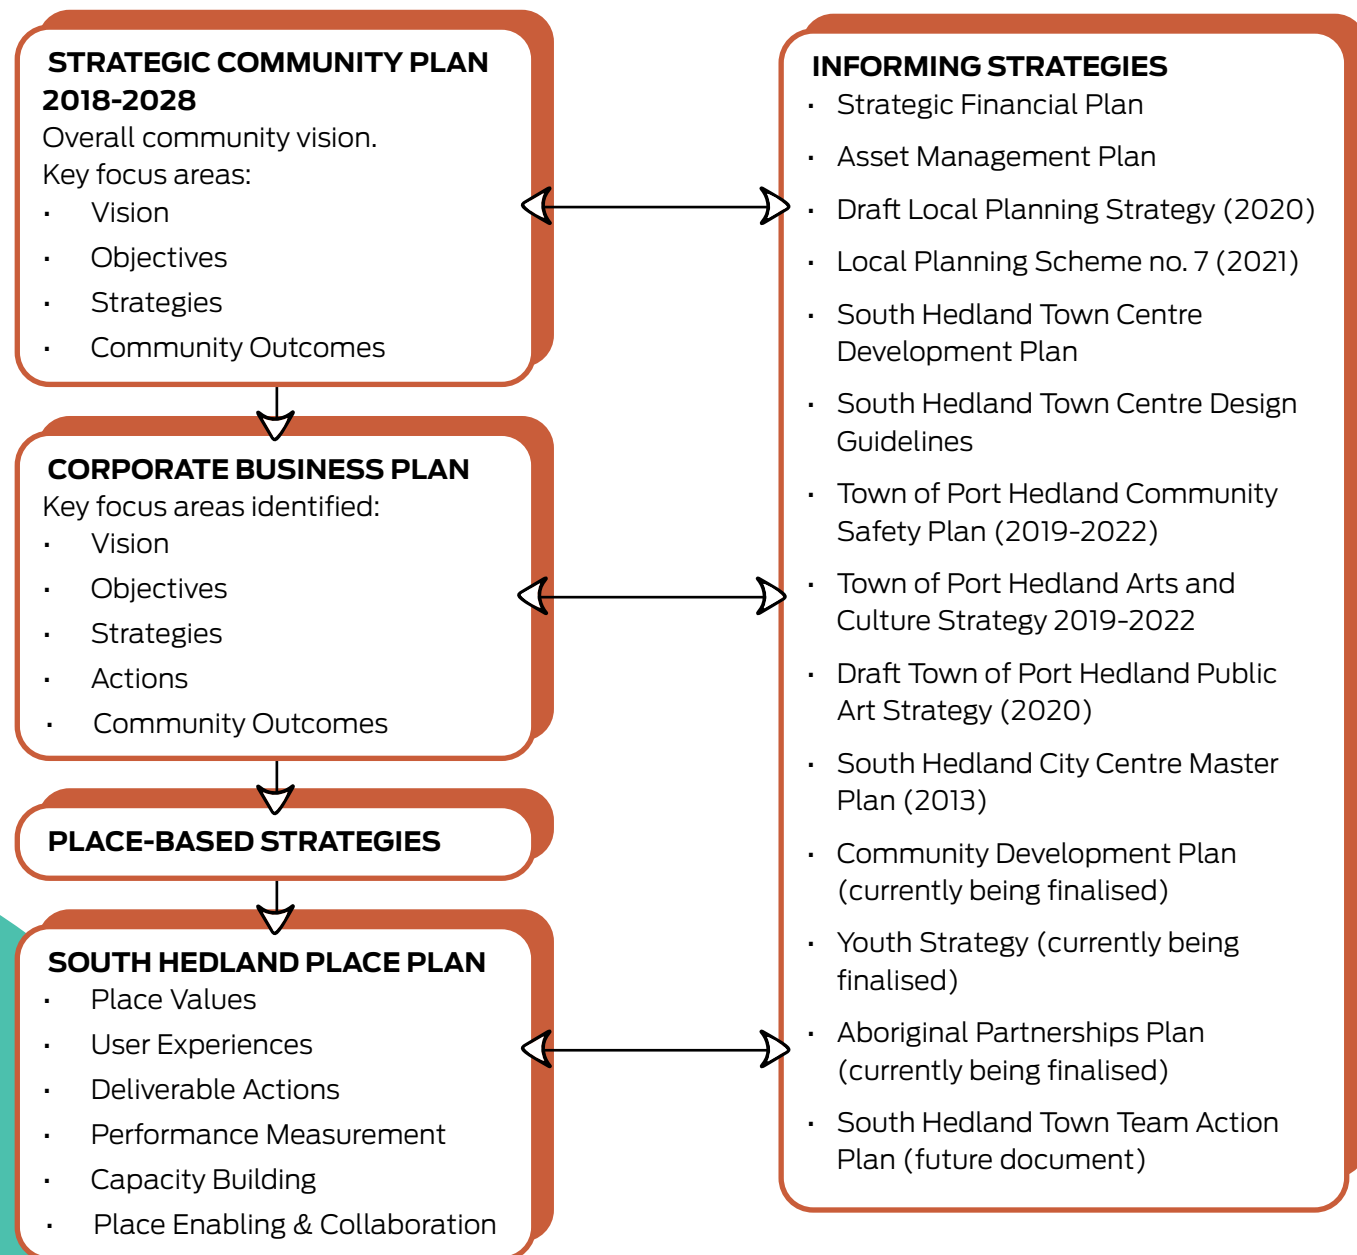 STRATEGIC COMMUNITY PLAN
2018-2028
Overall community vision.
Key focus areas:
· Vision
· Objectives
· Strategies
· Community Outcomes
CORPORATE BUSINESS PLAN
Key focus areas identified:
· Vision
· Objectives
· Strategies
· Actions
· Community Outcomes
PLACE-BASED STRATEGIES
SOUTH HEDLAND PLACE PLAN
· Place Values
· User Experiences
· Deliverable Actions
· Performance Measurement
· Capacity Building
· Place Enabling & Collaboration
INFORMING STRATEGIES
· Strategic Financial Plan
· Asset Management Plan
· Draft Local Planning Strategy (2020)
· Local Planning Scheme no. 7 (2021)
· South Hedland Town Centre
Development Plan
· South Hedland Town Centre Design
Guidelines
· Town of Port Hedland Community
Safety Plan (2019-2022)
· Town of Port Hedland Arts and
Culture Strategy 2019-2022
· Draft Town of Port Hedland Public
Art Strategy (2020)
· South Hedland City Centre Master
Plan (2013)
· Community Development Plan
(currently being finalised)
· Youth Strategy (currently being
finalised)
· Aboriginal Partnerships Plan
(currently being finalised)
· South Hedland Town Team Action
Plan (future document)